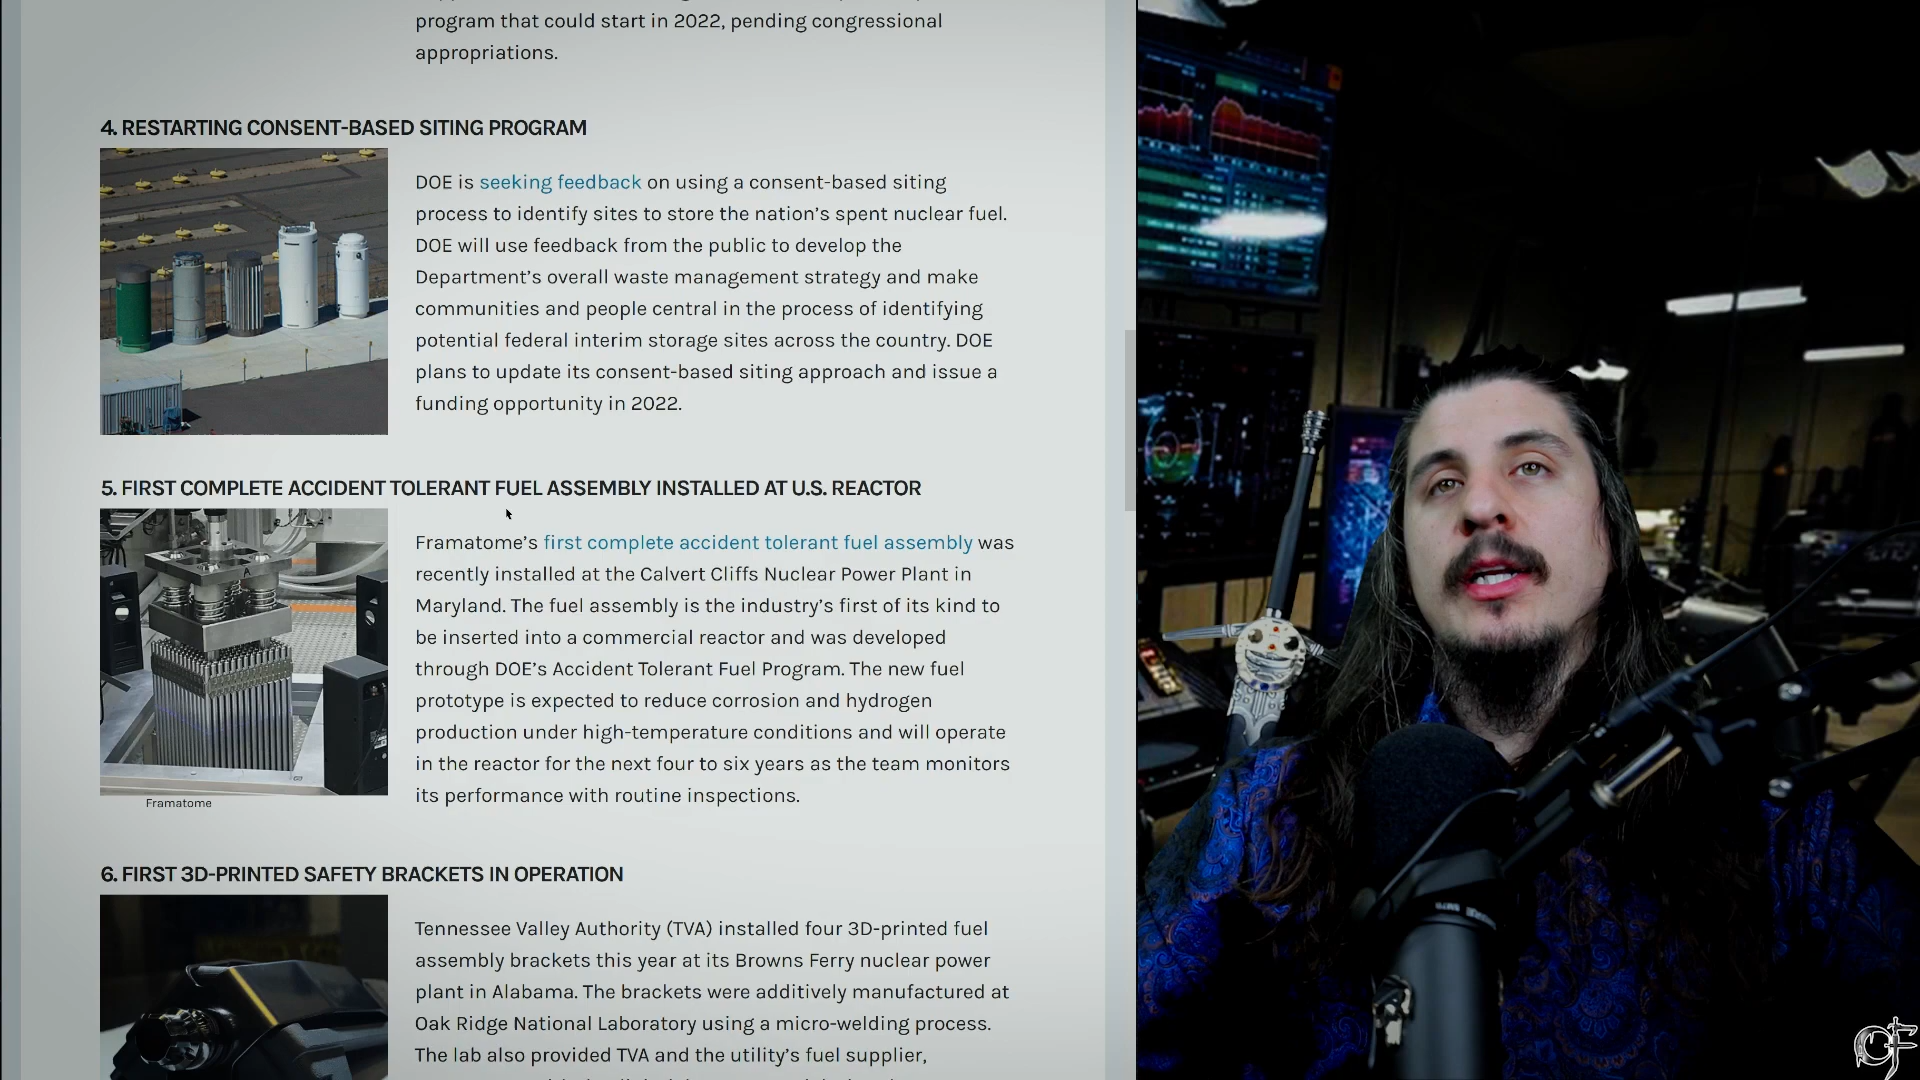 program that could start in 2022, pending congressional
appropriations.
4. RESTARTING CONSENT-BASED SITING PROGRAM
DOE is seeking feedback on using a consent-based siting
process to identify sites to store the nation’s spent nuclear fuel.
DOE will use feedback from the public to develop the
Department’s overall waste management strategy and make
communities and people central in the process of identifying
potential federal interim storage sites across the country. DOE
plans to update its consent-based siting approach and issue a
funding opportunity in 2022.
5. FIRST COMPLETE ACCIDENT TOLERANT FUEL ASSEMBLY INSTALLED AT U.S. REACTOR
Framatome’s first complete accident tolerant fuel assembly was
recently installed at the Calvert Cliffs Nuclear Power Plant in
Maryland. The fuel assembly is the industry’s first of its kind to
be inserted into a commercial reactor and was developed
through DOE’s Accident Tolerant Fuel Program. The new fuel
prototype is expected to reduce corrosion and hydrogen
production under high-temperature conditions and will operate
in the reactor for the next four to six years as the team monitors
its performance with routine inspections.
Framatome
6. FIRST 3D-PRINTED SAFETY BRACKETS IN OPERATION
Tennessee Valley Authority (TVA) installed four 3D-printed fuel
assembly brackets this year at its Browns Ferry nuclear power
plant in Alabama. The brackets were additively manufactured at
Oak Ridge National Laboratory using a micro-welding process.
The lab also provided TVA and the utility’s fuel supplier,